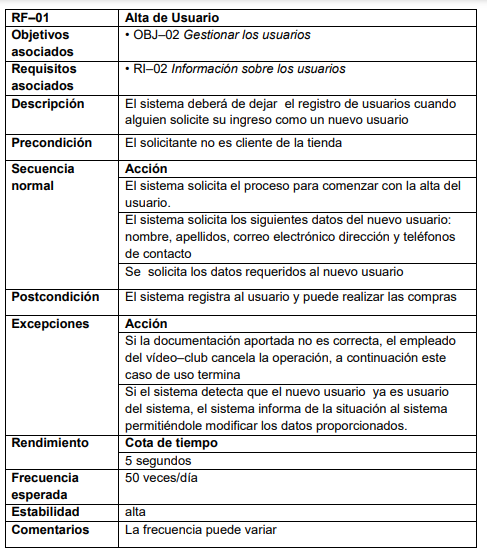 RF–01 Alta de Usuario
Objetivos • OBJ–02 Gestionar los usuarios
asociados
Requisitos • RI–02 Información sobre los usuarios
asociados
Descripción El sistema deberá de dejar el registro de usuarios cuando
alguien solicite su ingreso como un nuevo usuario
Precondición El solicitante no es cliente de la tienda
Secuencia Acción
normal El sistema solicita el proceso para comenzar con la alta del
usuario.
El sistema solicita los siguientes datos del nuevo usuario:
nombre, apellidos, correo electrónico dirección y teléfonos
de contacto
Se solicita los datos requeridos al nuevo usuario
Postcondición El sistema registra al usuario y puede realizar las compras
Excepciones Acción
Si la documentación aportada no es correcta, el empleado
del vídeo–club cancela la operación, a continuación este
caso de uso termina
Si el sistema detecta que el nuevo usuario ya es usuario
del sistema, el sistema informa de la situación al sistema
permitiéndole modificar los datos proporcionados.
Rendimiento Cota de tiempo
5 segundos
Frecuencia 50 veces/día
esperada
Estabilidad alta
Comentarios La frecuencia puede variar